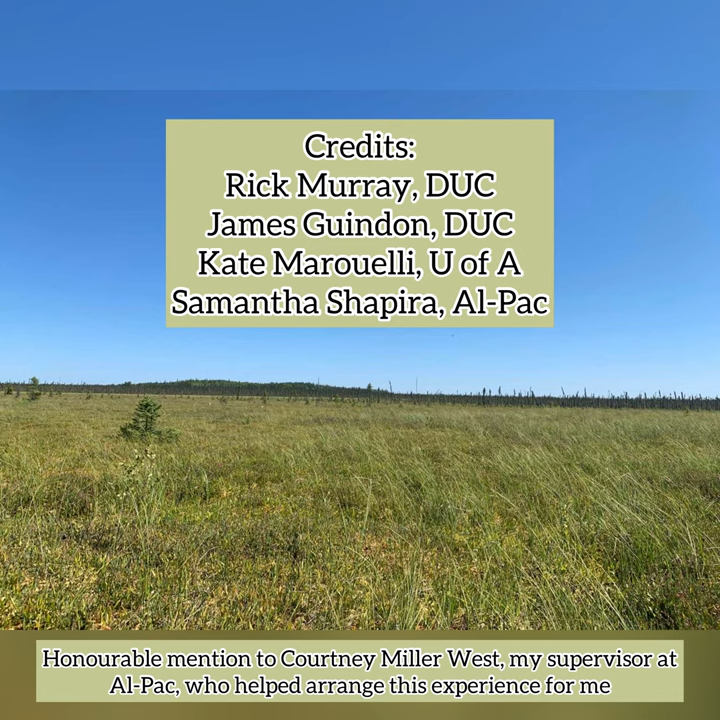 Credits:
Rick Murray, DUC
James Guindon, DUC
Kate Marouelli, U of A
Samantha Shapira, Al-Pac
Honourable mention to Courtney Miller West, my supervisor at
Al-Pac, who helped arrange this experience for me